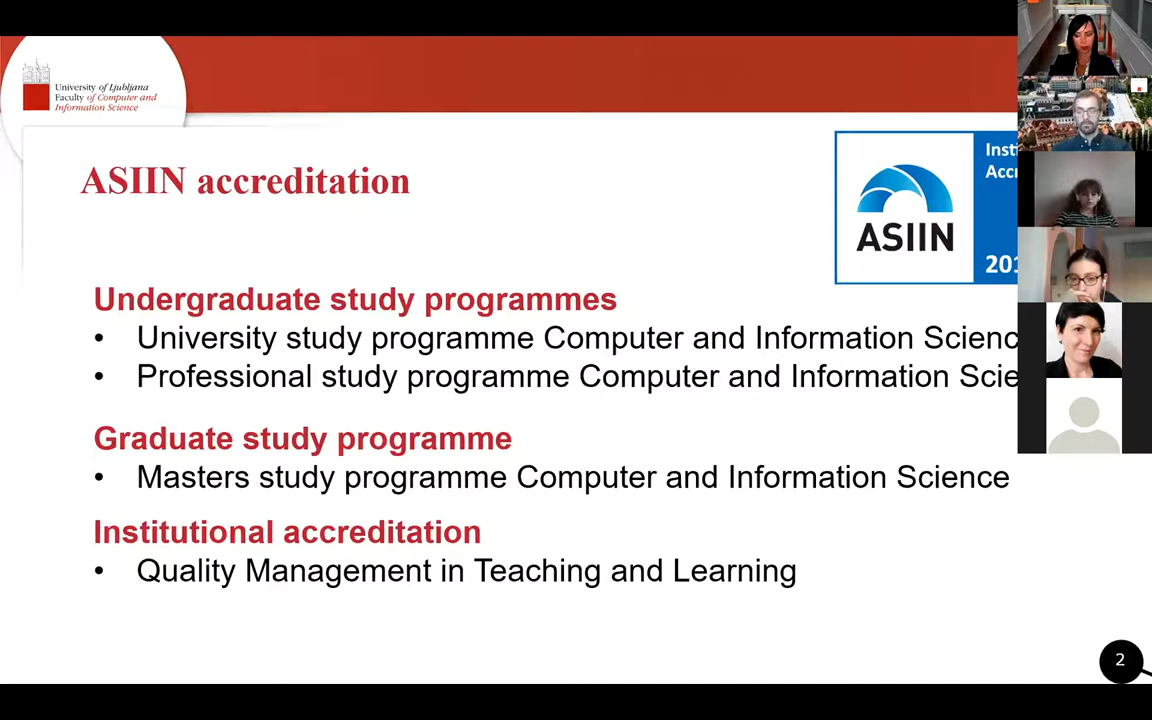 University of Ljubljana
Faculty of Computer and
Information Science
ASIIN accreditation
ASIIN
Undergraduate study programmes
• University study programme Computer and Information
• Professional study programme Computer and Information
Graduate study programme
• Masters study programme Computer and Information Science
Institutional accreditation
• Quality Management in Teaching and Learning
2